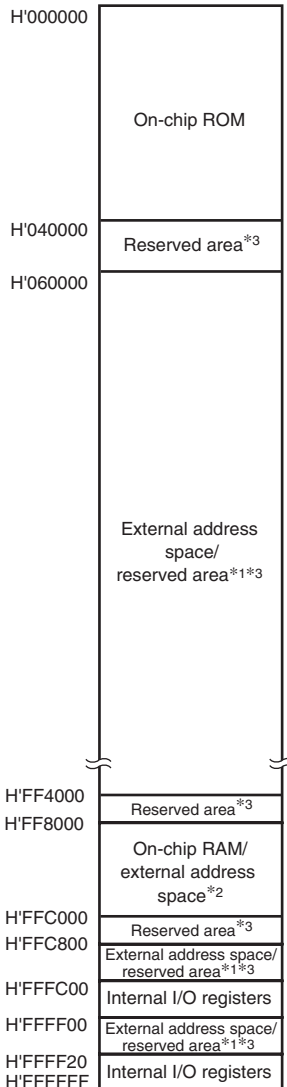 H'000000
On-chip ROM
H'040000
Reserved area*3
H'060000
External address
space/
reserved area*1*3
H'FF4000
Reserved area*3
H'FF8000
On-chip RAM/
external address
space*2
H'FFC000
Reserved area*3
H'FFC800
External address space/
reserved area*1*3
H'FFFC00
Internal I/O registers
H'FFFF00
External address space/
reserved area*1*3
H'FFFF20
Internal I/O registers
H'FFFFFF